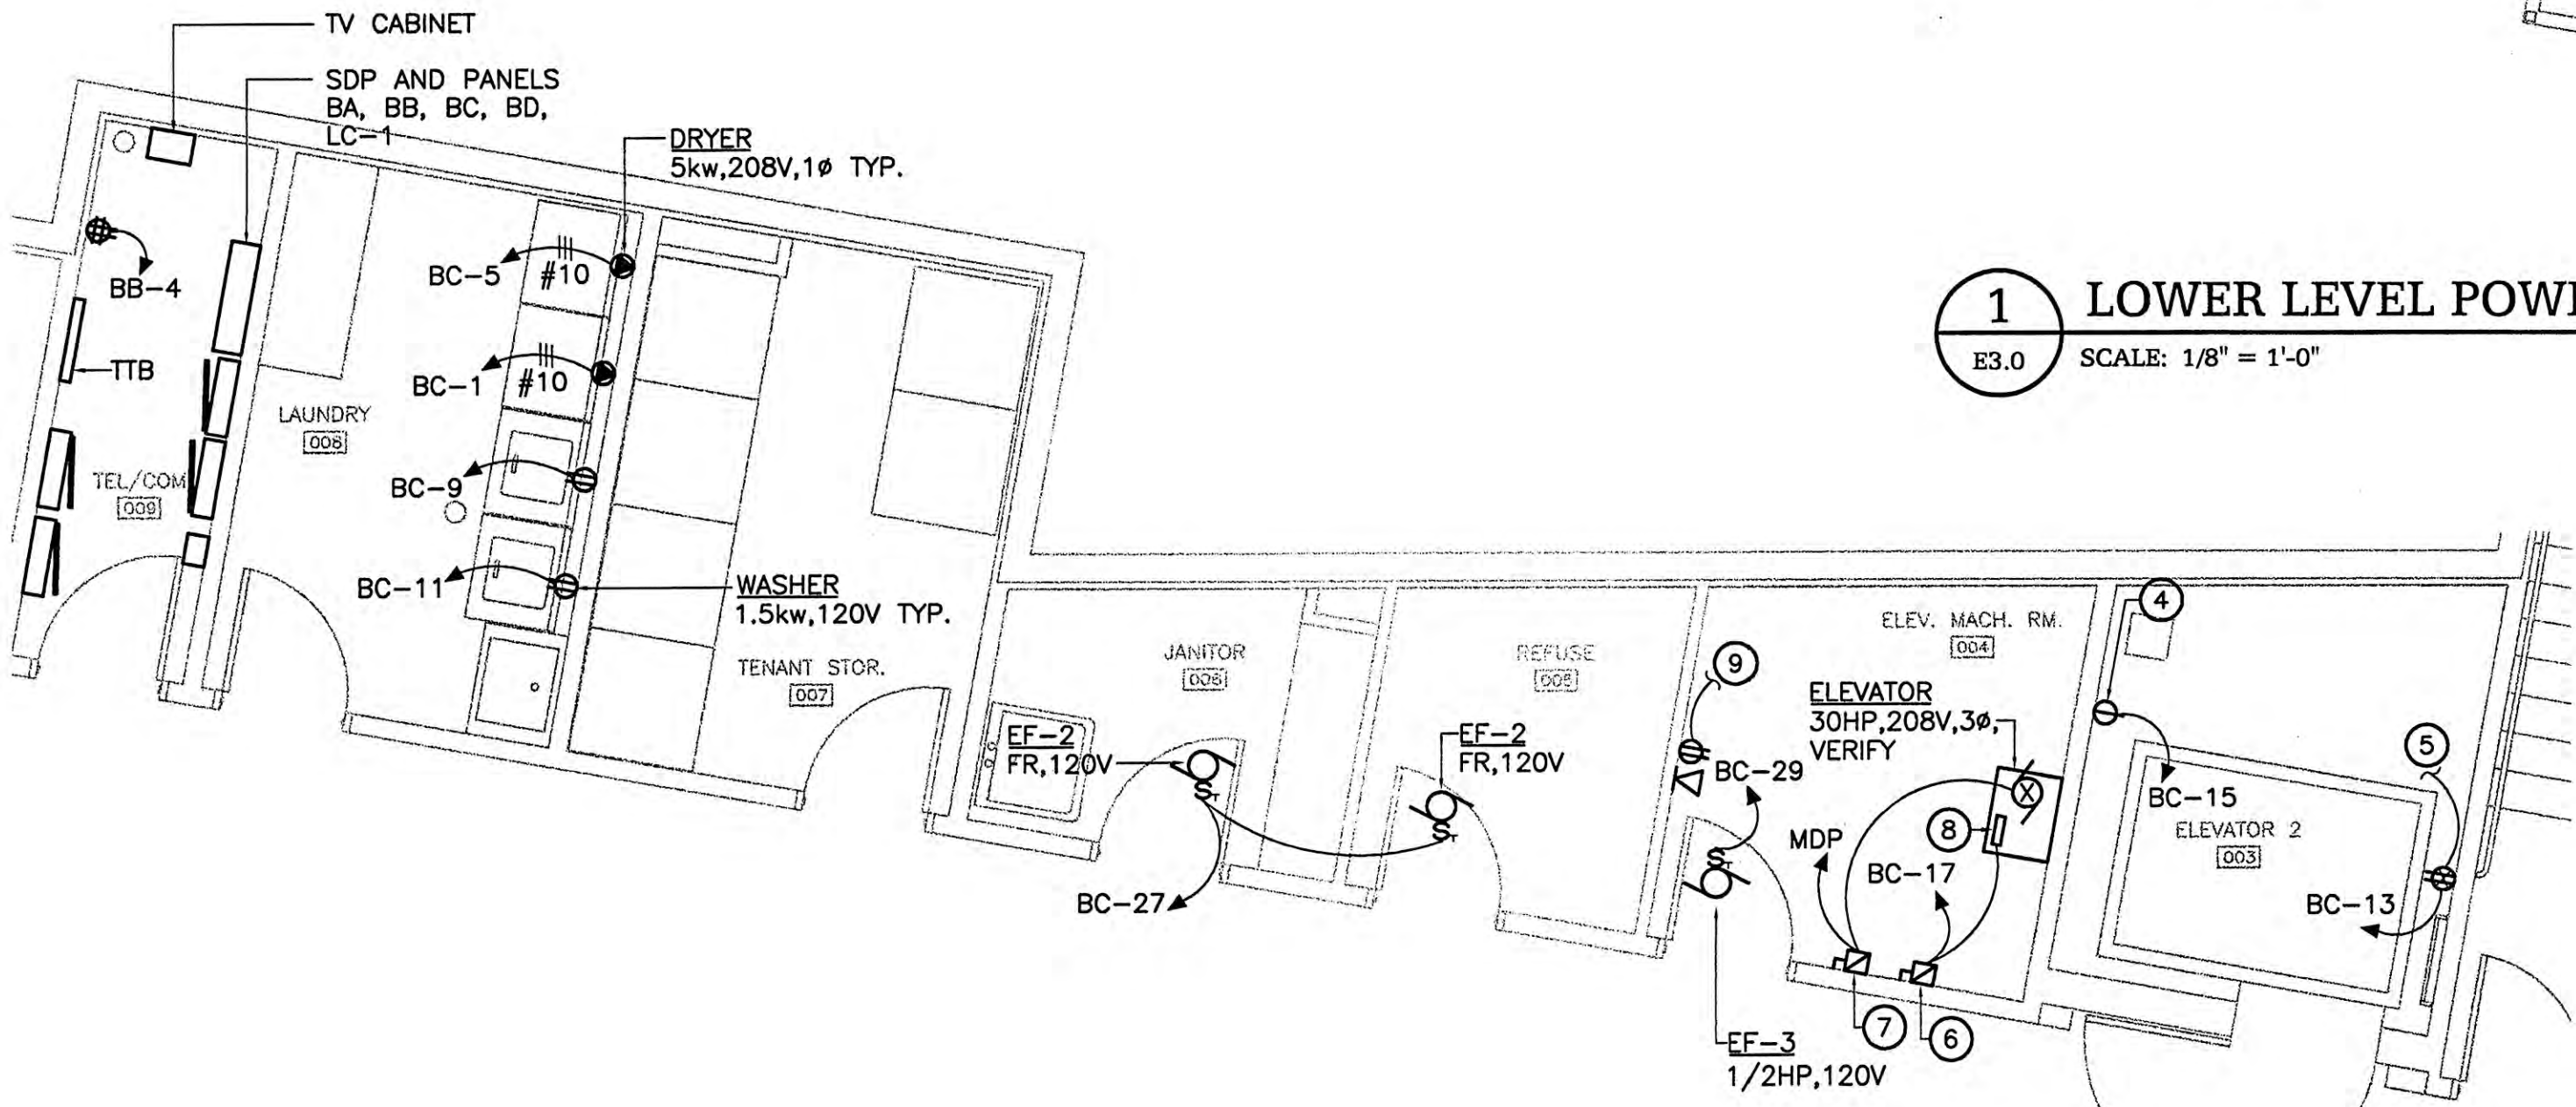 TV CABINET
SDP AND PANELS
BA, BB, BC, BD,
LC-1
DRYER
5kw,208V,1ø TYP.
BB-4
TTB
TEL/COM
009
LAUNDRY
008
BC-5
#10
BC-1
#10
BC-9
BC-11
WASHER
1.5kw,120V TYP.
TENANT STOR.
007
1
E3.0
LOWER LEVEL POW
SCALE: 1/8" = 1'-0"
JANITOR
006
EF-2
FR,120V
ST
BC-27
REFUSE
005
EF-2
FR,120V
ST
9
BC-29
ST
EF-3
1/2HP,120V
ELEV. MACH. RM.
004
ELEVATOR
30HP,208V,3ø,
VERIFY
X
8
MDP
BC-17
7
6
4
BC-15
ELEVATOR 2
003
5
BC-13